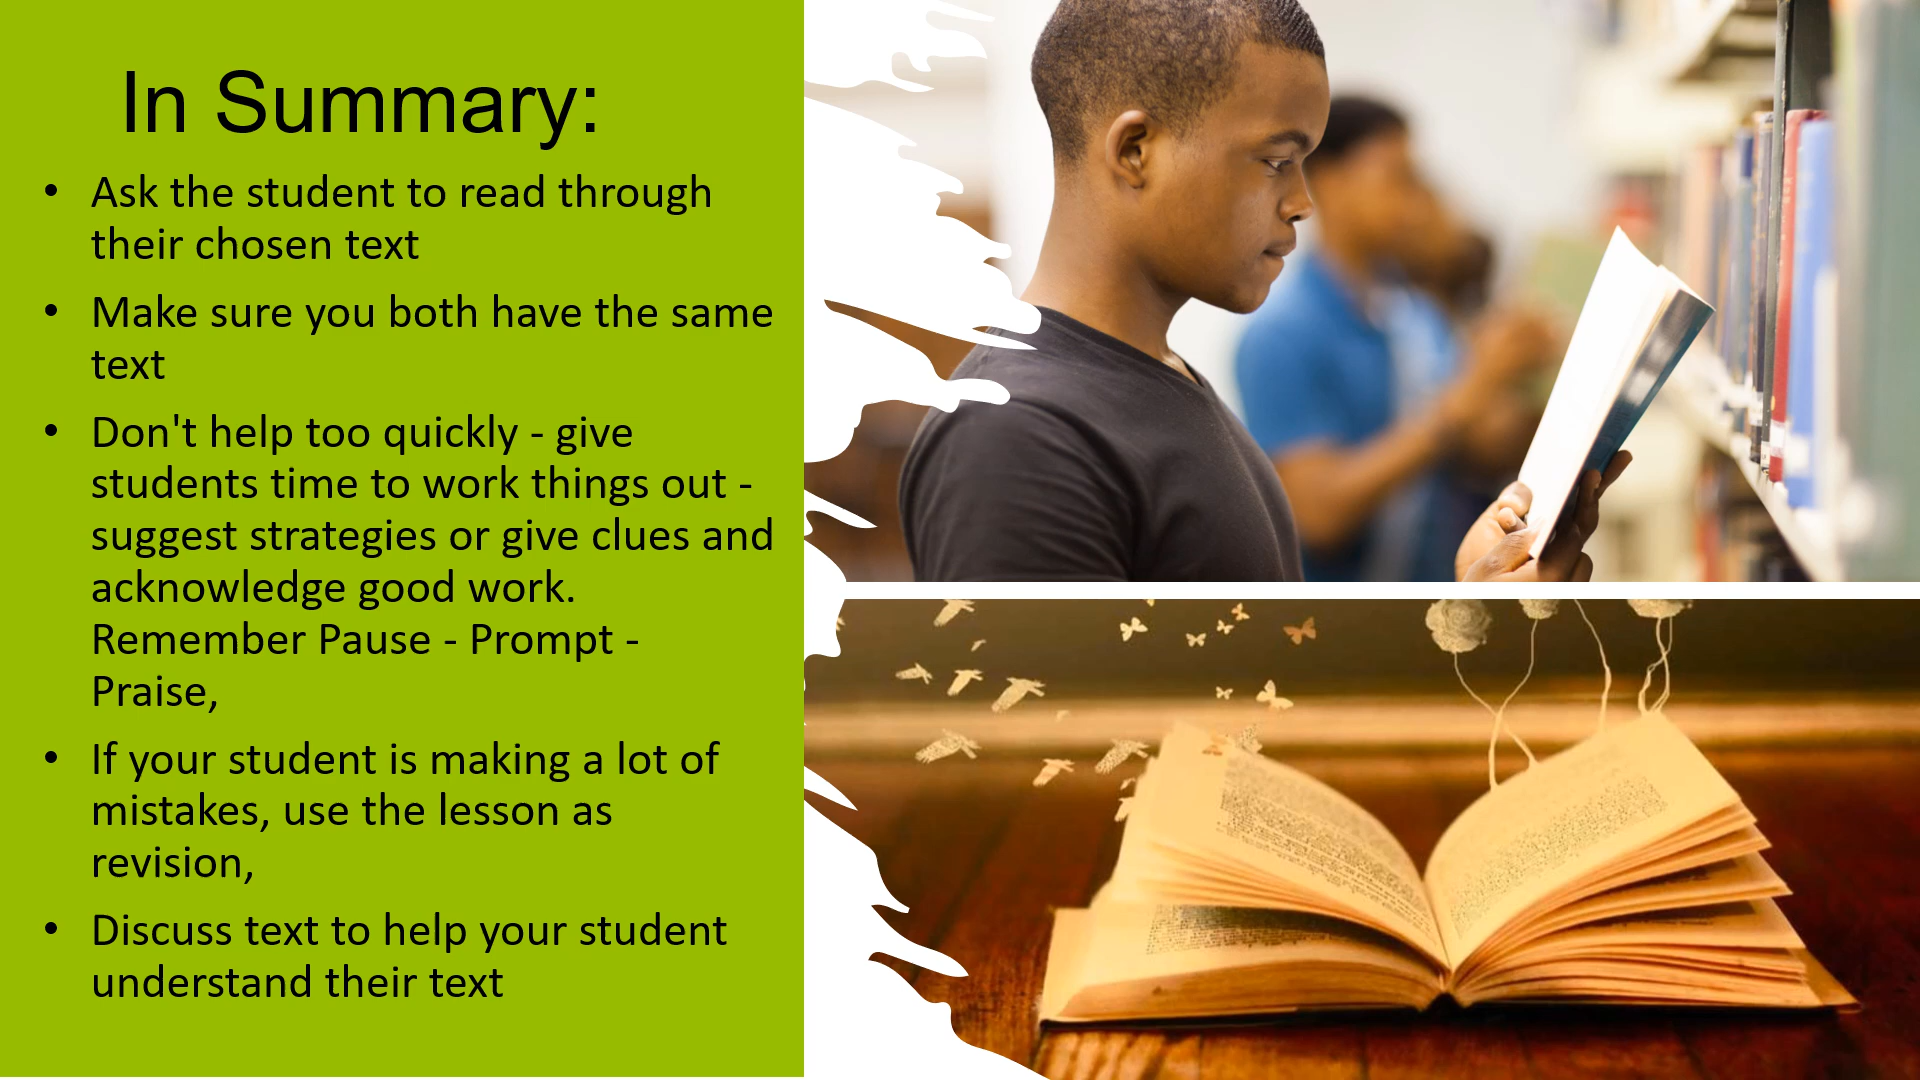 In Summary:
• Ask the student to read through
their chosen text
• Make sure you both have the same
text
• Don't help too quickly - give
students time to work things out -
suggest strategies or give clues and
acknowledge good work.
Remember Pause - Prompt -
Praise,
• If your student is making a lot of
mistakes, use the lesson as
revision,
• Discuss text to help your student
understand their text